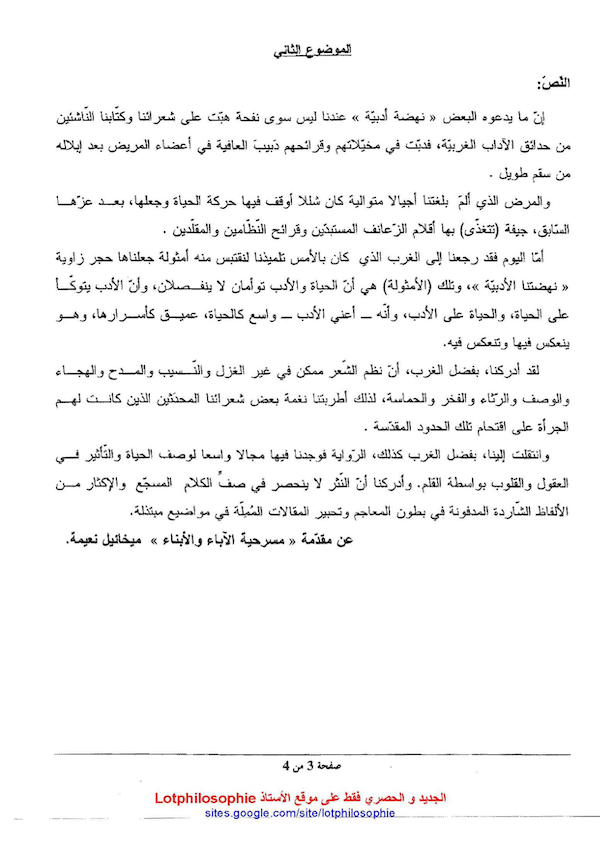 الموضوع الثاني
النّصّ:
إنّ ما يدعوه البعض « نهضة أدبيّة » عندنا ليس سوى نفحة هبّت على شعرائنا وكتّابنا النّاشئين
من حدائق الآداب الغربيّة، فدبّت في مخيّلاتهم وقرائحهم دَبيبَ العافية في أعضاء المريض بعد إبلاله
من سقَم طويل .
والمرض الذي ألمّ بلغتنا أجيالا متوالية كان شللا أوقف فيها حركة الحياة وجعلها، بعد عزّها
السّابق، جيفة (تتغذّى) بها أقلام الزّعانف المستبدّين وقرائح النّظّامين والمقلّدين .
أمّا اليوم فقد رجعنا إلى الغرب الذي كان بالأمس تلميذنا لنقتبس منه أمثولة جعلناها حجر زاوية
« نهضتنا الأدبيّة »، وتلك (الأمثولة) هي أنّ الحياة والأدب توأمان لا ينفصلان، وأنّ الأدب يتوكّأ
على الحياة، والحياة على الأدب، وأنّه ــ أعني الأدب ــ واسع كالحياة، عميق كأسرارها، وهو
ينعكس فيها وتنعكس فيه.
لقد أدركنا، بفضل الغرب، أنّ نظم الشّعر ممكن في غير الغزل والنّسيب والمدح والهجاء
والوصف والرّثاء والفخر والحماسة، لذلك أطربتنا نغمة بعض شعرائنا المحدَثين الذين كانت لهم
الجرأة على اقتحام تلك الحدود المقدّسة .
وانتقلت إلينا، بفضل الغرب كذلك، الرّواية فوجدنا فيها مجالا واسعا لوصف الحياة والتّأثير في
العقول والقلوب بواسطة القلم. وأدركنا أنّ النّثر لا ينحصر في صفِّ الكلام المسجّع والإكثار من
الألفاظ الشّاردة المدفونة في بطون المعاجم وتحبير المقالات المُمِلّة في مواضيع مبتذلة.
عن مقدّمة « مسرحية الآباء والأبناء » ميخائيل نعيمة.
صفحة 3 من 4
الجديد و الحصري فقط على موقع الأستاذ Lotphilosophie
sites.google.com/site/lotphilosophie